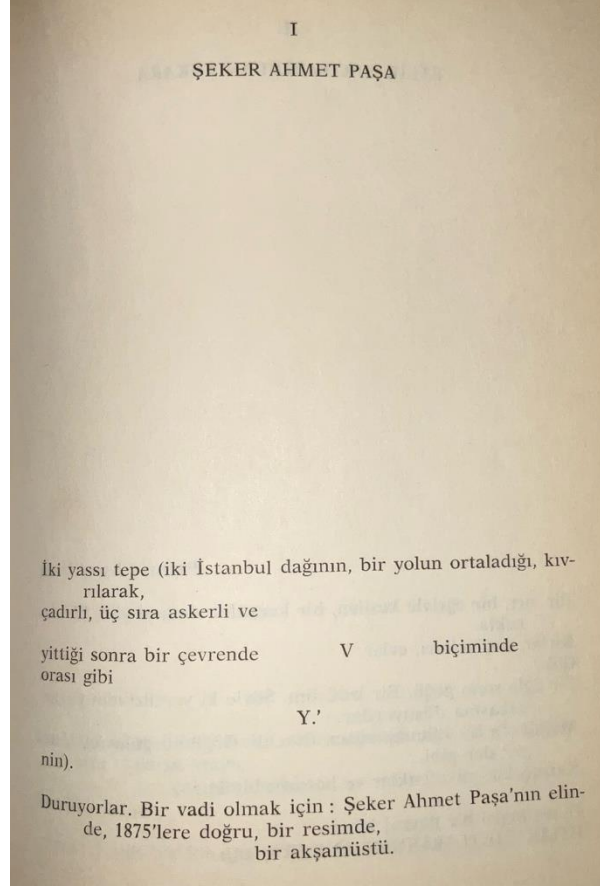 I
ŞEKER AHMET PAŞA
İki yassı tepe (iki İstanbul dağının, bir yolun ortaladığı, kıv-
rılarak,
çadırlı, üç sıra askerli ve
yittiği sonra bir çevrende V biçiminde
orası gibi
Y.'
nin).
Duruyorlar. Bir vadi olmak için : Şeker Ahmet Paşa'nın elin-
de, 1875'lere doğru, bir resimde,
bir akşamüstü.